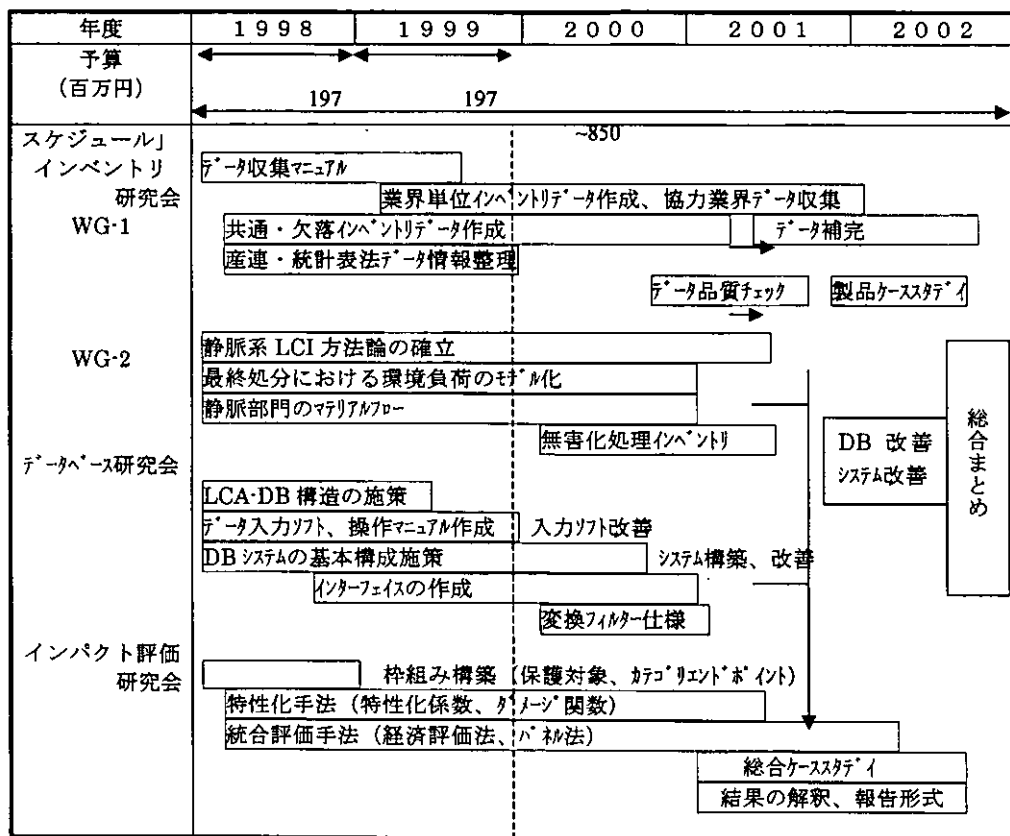 年度 1998 1999 2000 2001 2002
予算
(百万円)
197 197
~850
スケジュール」
インベントリ
研究会
データ収集マニュアル
業界単位インベントリデータ作成、協力業界データ収集
WG-1
共通・欠落インベントリデータ作成
データ補完
産連・統計表法データ情報整理
データ品質チェック
製品ケーススタデイ
WG-2
静脈系 LCI 方法論の確立
最終処分における環境負荷のモデル化
静脈部門のマテリアルフロー
無害化処理インベントリ
DB 改善
システム改善
総合まとめ
データベース研究会
LCA-DB 構造の施策
データ入力ソフト、操作マニュアル作成
入力ソフト改善
DB システムの基本構成施策
システム構築、改善
インターフェイスの作成
変換フィルター仕様
インパクト評価
研究会
枠組み構築(保護対象、カテゴリエンドポイント)
特性化手法(特性化係数、ダメージ関数)
統合評価手法(経済評価法、パネル法)
総合ケーススタデイ
結果の解釈、報告形式